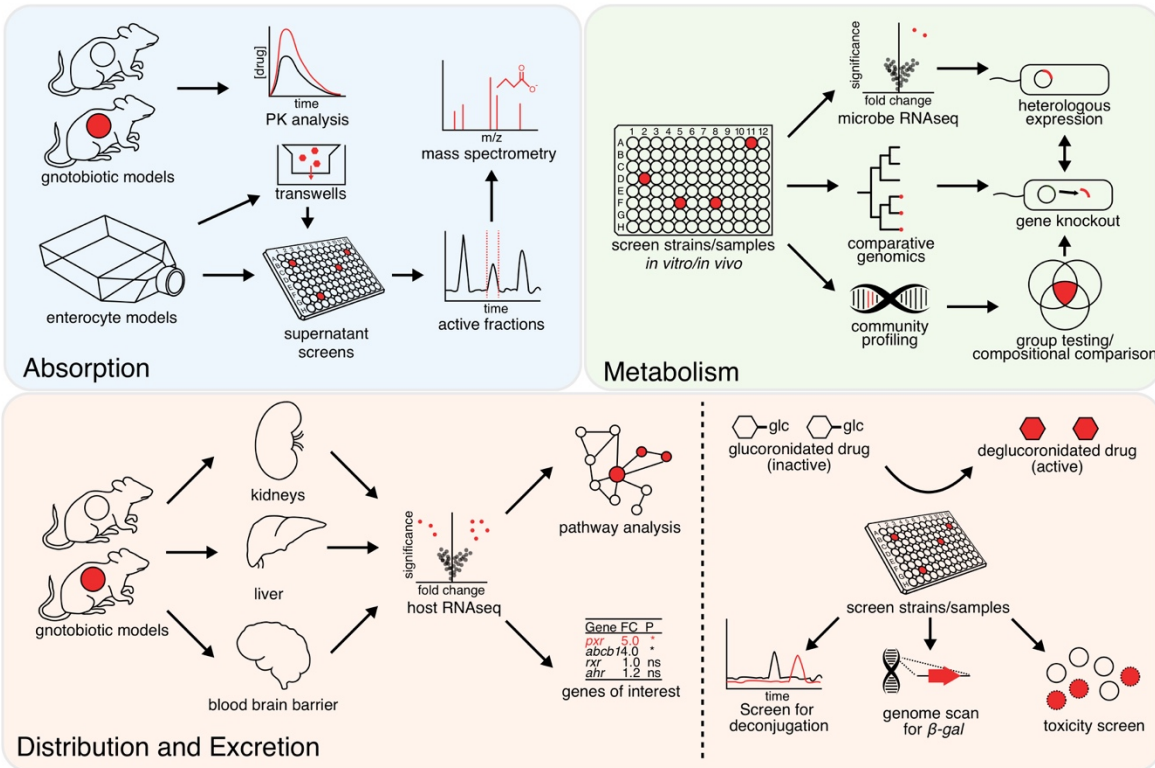 [drug]
time
PK analysis
gnotobiotic models
transwells
m/z
O
O-
mass spectrometry
enterocyte models
supernatant
screens
time
active fractions
Absorption
1 2 3 4 5 6 7 8 9 10 11 12
A
B
C
D
E
F
G
H
screen strains/samples
in vitro/in vivo
significance
fold change
microbe RNAseq
heterologous
expression
comparative
genomics
gene knockout
community
profiling
group testing/
compositional comparison
Metabolism
gnotobiotic models
kidneys
liver
blood brain barrier
significance
fold change
host RNAseq
pathway analysis
Gene FC P
pxr 5.0 *
abcb1 4.0 *
rxr 1.0 ns
ahr 1.2 ns
genes of interest
Distribution and Excretion
glc
glc
glucoronidated drug
(inactive)
deglucoronidated drug
(active)
screen strains/samples
time
Screen for
deconjugation
genome scan
for β-gal
toxicity screen